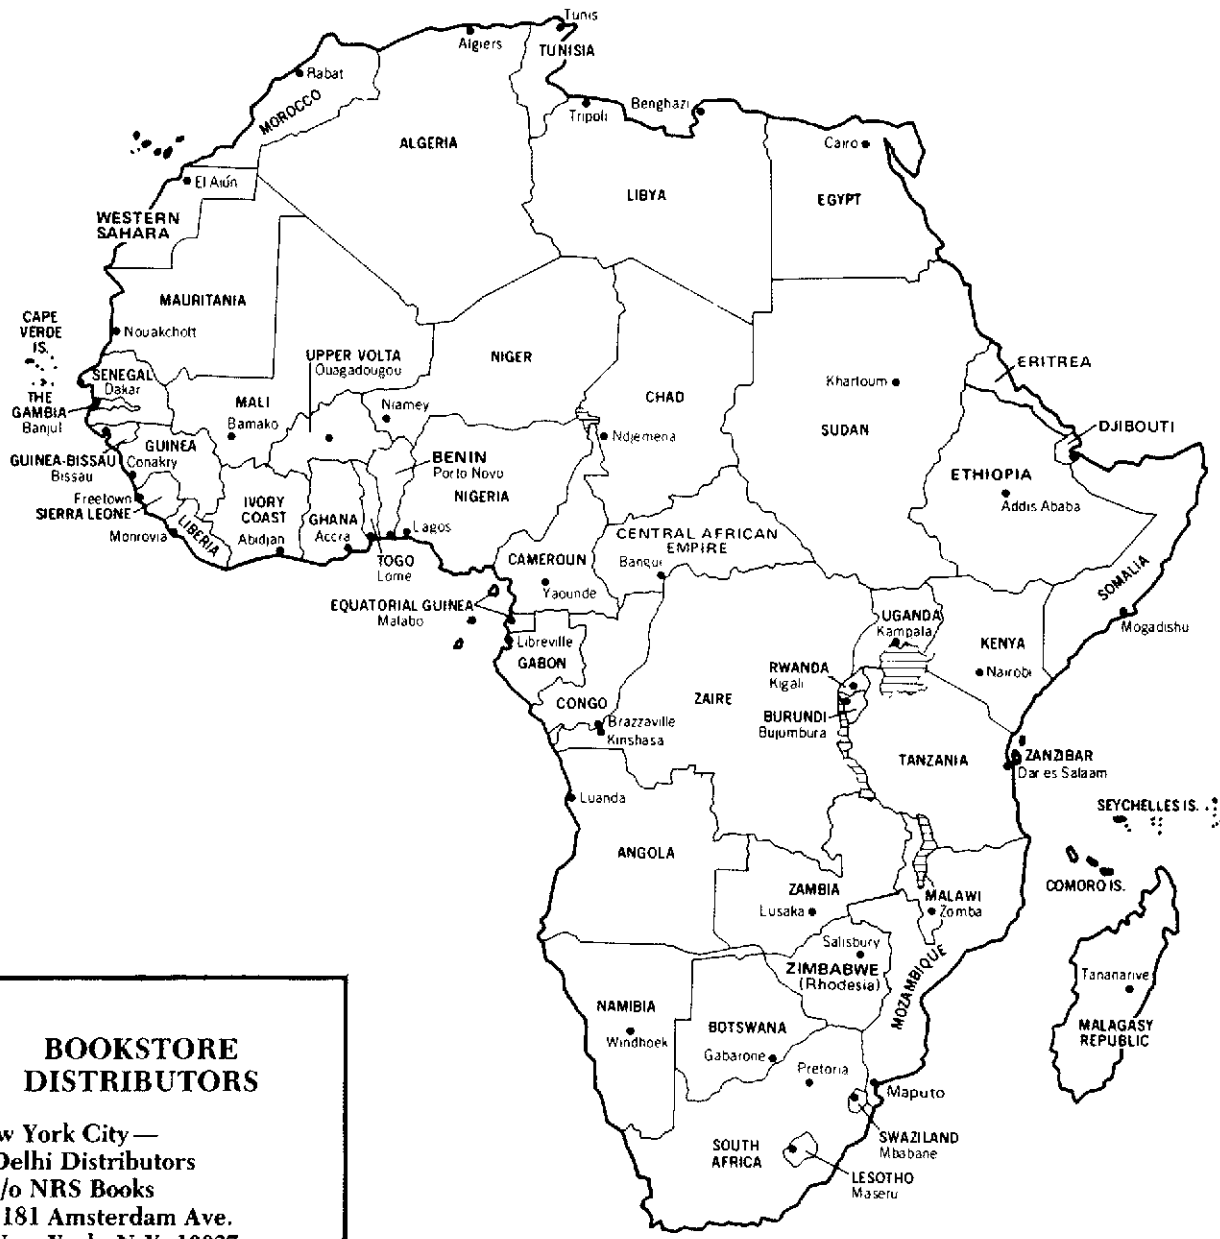 Tunis
Algiers
TUNISIA
Rabat
MOROCCO
Tripoli
Benghazi
Cairo
ALGERIA
El Aiún
LIBYA
EGYPT
WESTERN
SAHARA
MAURITANIA
CAPE
VERDE
IS.
Nouakchott
UPPER VOLTA
Ouagadougou
NIGER
ERITREA
SENEGAL
Dakar
Khartoum
THE
GAMBIA
Banjul
MALI
Bamako
Niamey
CHAD
SUDAN
DJIBOUTI
GUINEA
Conakry
Ndjemena
GUINEA-BISSAU
Bissau
BENIN
Porto Novo
ETHIOPIA
Addis Ababa
Freetown
SIERRA LEONE
IVORY
COAST
Abidjan
NIGERIA
LIBERIA
Monrovia
GHANA
Accra
Lagos
TOGO
Lome
CENTRAL AFRICAN
EMPIRE
Bangui
CAMEROUN
Yaounde
SOMALIA
Mogadishu
EQUATORIAL GUINEA
Malabo
UGANDA
Kampala
KENYA
Nairobi
Libreville
GABON
RWANDA
Kigali
CONGO
ZAIRE
Brazzaville
Kinshasa
BURUNDI
Bujumbura
TANZANIA
ZANZIBAR
Dar es Salaam
Luanda
SEYCHELLES IS.
ANGOLA
ZAMBIA
Lusaka
MALAWI
Zomba
COMORO IS.
Salisbury
ZIMBABWE
(Rhodesia)
MOZAMBIQUE
Tananarive
MALAGASY
REPUBLIC
NAMIBIA
Windhoek
BOTSWANA
Gabarone
Pretoria
Maputo
SWAZILAND
Mbabane
SOUTH
AFRICA
LESOTHO
Maseru
BOOKSTORE
DISTRIBUTORS
w York City—
Delhi Distributors
/o NRS Books
181 Amsterdam Ave.